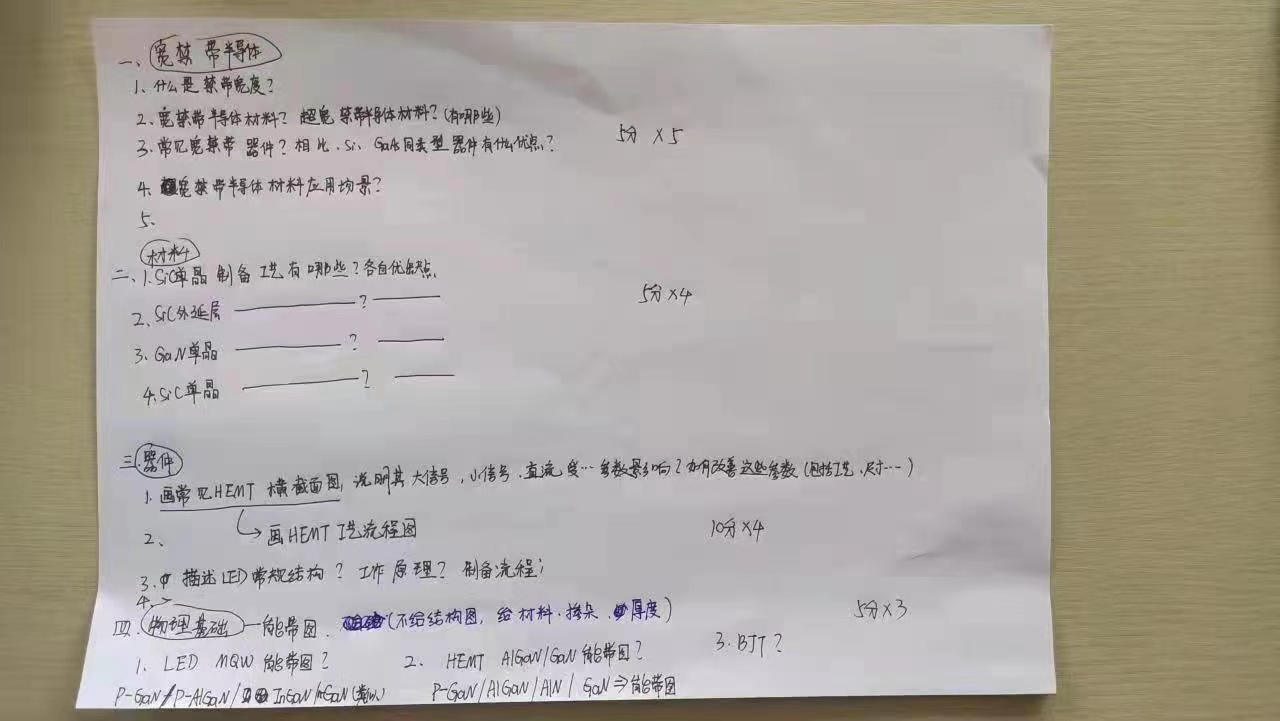 一、宽禁带半导体
1、什么是禁带宽度?
2、宽禁带半导体材料? 超宽禁带半导体材料?(有哪些)
3、常见宽禁带器件? 相比、Si、GaAs同类型器件有什么优点?
5分 ×5
4、宽禁带半导体材料应用场景?
5、
材料
二、1、SiC单晶制备工艺有哪些? 各自优缺点
2、SiC外延层 ——— ? ———
5分 ×4
3、GaN单晶 ——— ? ———
4、SiC单晶 ——— ? ———
三、器件
1、画常见HEMT横截面图, 说明其大信号, 小信号、直流 … 参数影响? 如何改善这些参数(包括工艺、尺寸…)
2、 → 画HEMT工艺流程图
10分 ×4
3、描述LED常规结构? 工作原理? 制备流程;
4、
四、物理基础 — 能带图、(不给结构图, 给材料、掺杂、厚度)
5分 ×3
1、LED MQW能带图? 2、HEMT AlGaN/GaN能带图? 3、BJT?
P-GaN/P-AlGaN/ InGaN/nGaN P-GaN/AlGaN/AlN/GaN ⇒ 能带图